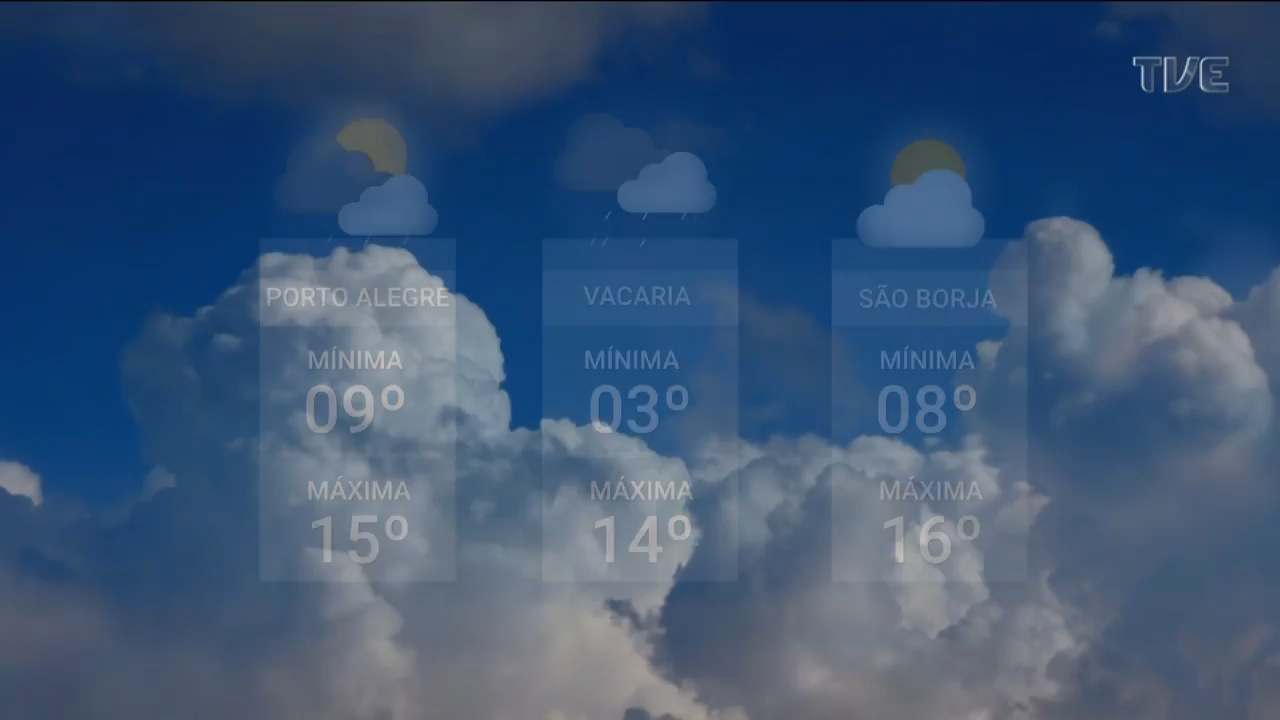 TVE
PORTO ALEGRE
MÍNIMA
09º
MÁXIMA
15º
VACARIA
MÍNIMA
03º
MÁXIMA
14º
SÃO BORJA
MÍNIMA
08º
MÁXIMA
16º